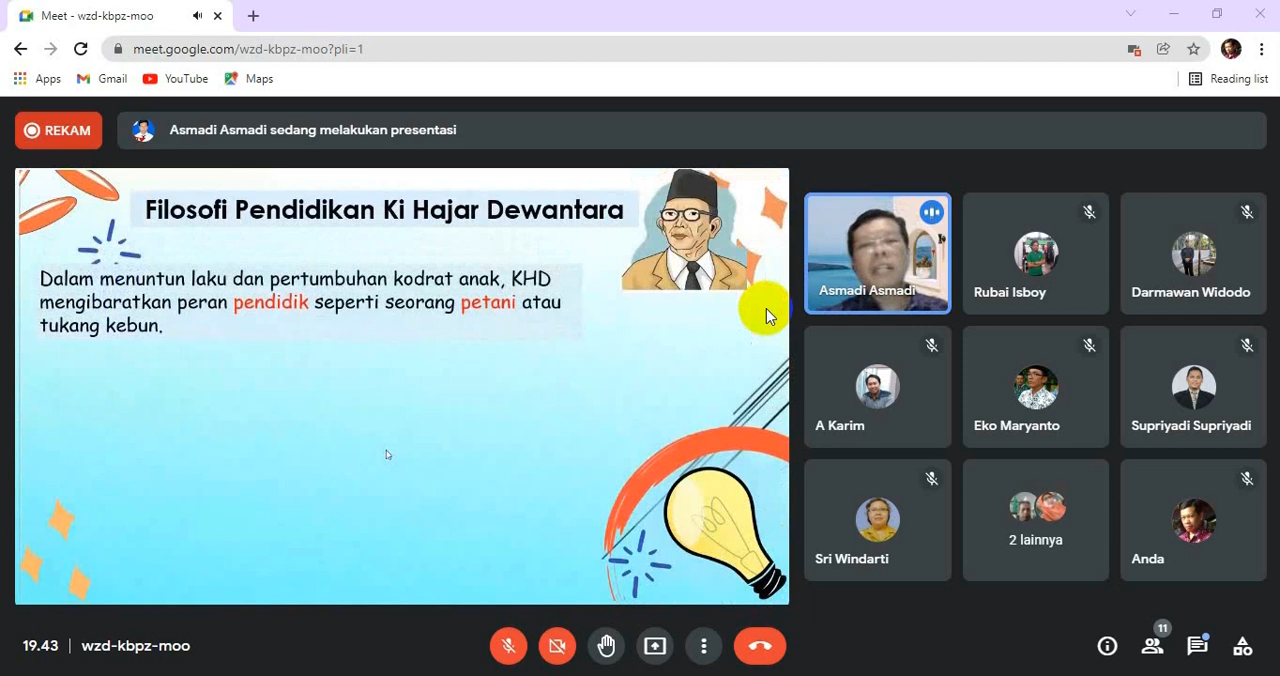 Meet - wzd-kbpz-moo
meet.google.com/wzd-kbpz-moo?pli=1
Apps Gmail YouTube Maps Reading list
REKAM
Asmadi Asmadi sedang melakukan presentasi
Filosofi Pendidikan Ki Hajar Dewantara
Dalam menuntun laku dan pertumbuhan kodrat anak, KHD
mengibaratkan peran pendidik seperti seorang petani atau
tukang kebun.
Asmadi Asmadi
Rubai Isboy
Darmawan Widodo
A Karim
Eko Maryanto
Supriyadi Supriyadi
Sri Windarti
2 lainnya
Anda
19.43 | wzd-kbpz-moo
11